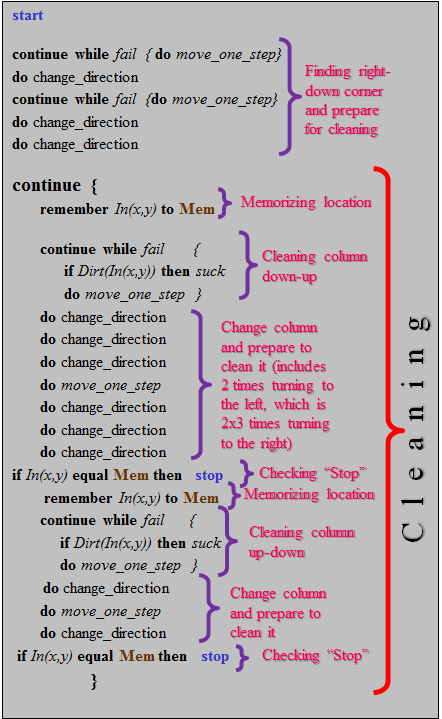 start
continue while fail { do move_one_step}
do change_direction
continue while fail {do move_one_step}
do change_direction
do change_direction
Finding right-
down corner
and prepare
for cleaning
continue {
remember In(x,y) to Mem
Memorizing location
continue while fail {
if Dirt(In(x,y)) then suck
do move_one_step }
Cleaning column
down-up
do change_direction
do change_direction
do change_direction
do move_one_step
do change_direction
do change_direction
do change_direction
Change column
and prepare to
clean it (includes
2 times turning to
the left, which is
2x3 times turning
to the right)
if In(x,y) equal Mem then stop
Checking “Stop”
remember In(x,y) to Mem
Memorizing location
continue while fail {
if Dirt(In(x,y)) then suck
do move_one_step }
Cleaning column
up-down
do change_direction
do move_one_step
do change_direction
Change column
and prepare to
clean it
if In(x,y) equal Mem then stop
Checking “Stop”
}
Cleaning